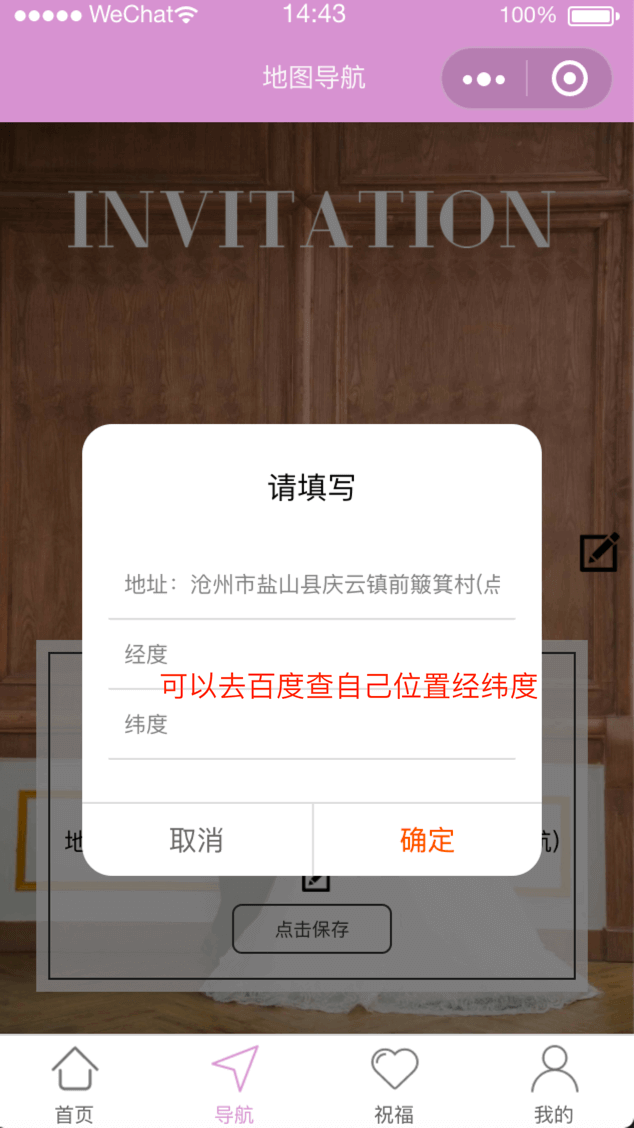 WeChat 14:43 100%
地图导航
INVITATION
请填写
地址：沧州市盐山县庆云镇前簸箕村(点
经度
可以去百度查自己位置经纬度
纬度
地 航)
取消 确定
点击保存
首页 导航 祝福 我的